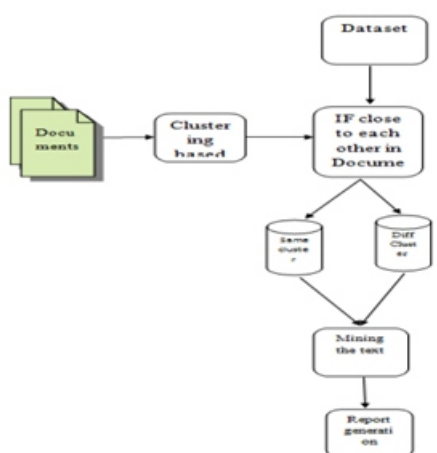 Dataset
Docu
ments
Cluster
ing
based
IF close
to each
other in
Docume
Same
cluste
r
Diff
Clust
er
Mining
the text
Report
generati
on